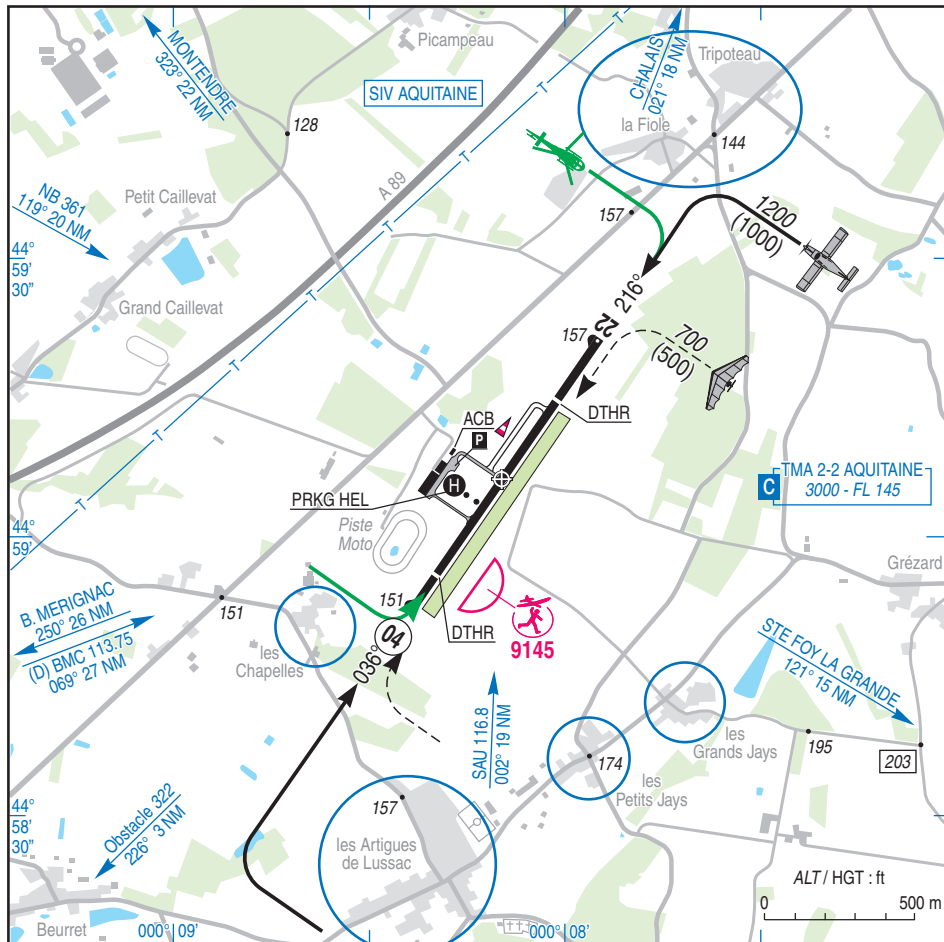 MONTENDRE
323° 22 NM
Picampeau
SIV AQUITAINE
CHALAIS
021° 18 NM
Tripoteau
la Fiole
128
144
A 89
NB 361
119° 20 NM
Petit Caillevat
157
1200
(1000)
44°
59'
30"
216°
Grand Caillevat
22
157
700
(500)
DTHR
ACB
P
H
PRKG HEL
TMA 2-2 AQUITAINE
C
3000 - FL 145
Piste
Moto
44°
59'
Grézard
151
151
B. MERIGNAC
250° 26 NM
(D) BMC 113.75
069° 27 NM
les
Chapelles
04
036°
DTHR
9145
STE FOY LA GRANDE
121° 15 NM
SAU 116.8
002° 19 NM
les
Grands Jays
195
203
174
les
Petits Jays
44°
58'
30"
Obstacle 322
226° 3 NM
157
les Artigues
de Lussac
ALT / HGT : ft
0
500 m
Beurret
000° 09'
000° 08'
T
T
T
T
T
T